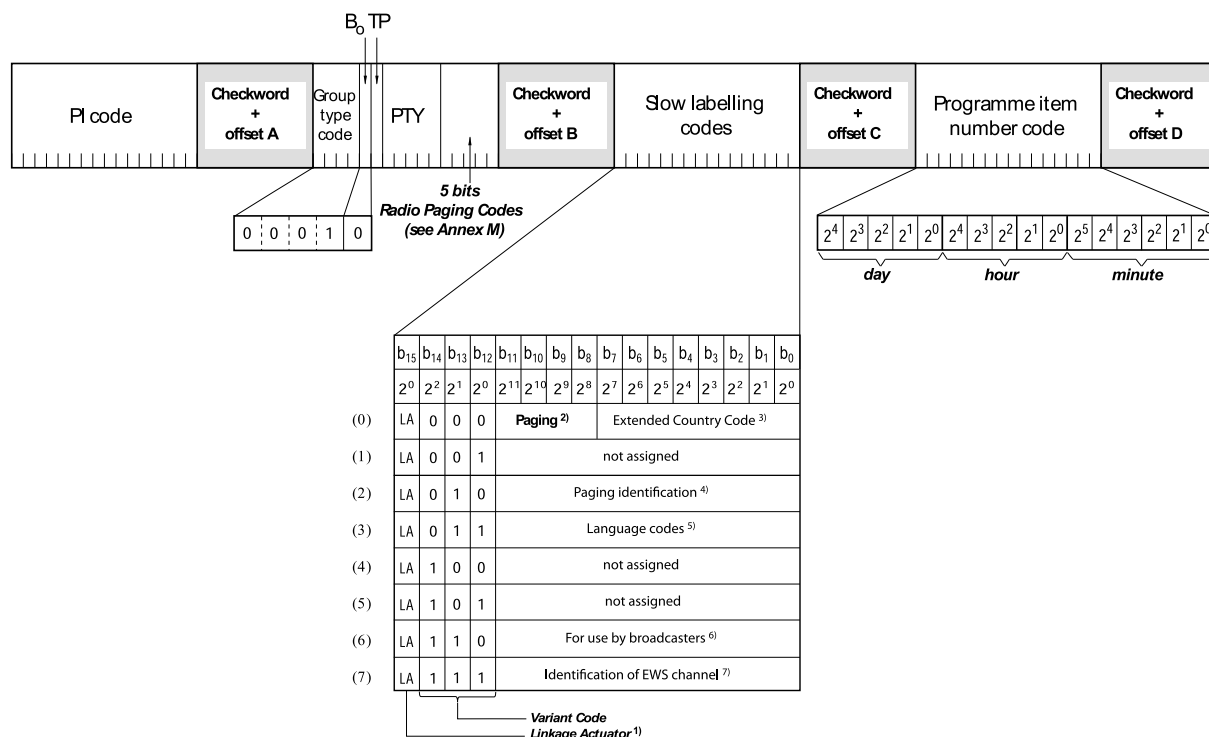 B₀ TP
PI code
Checkword
+
offset A
Group
type
code
PTY
Checkword
+
offset B
Slow labelling
codes
Checkword
+
offset C
Programme item
number code
Checkword
+
offset D
5 bits
Radio Paging Codes
(see Annex M)
0 0 0 1 0
2⁴ 2³ 2² 2¹ 2⁰ 2⁴ 2³ 2² 2¹ 2⁰ 2⁵ 2⁴ 2³ 2² 2¹ 2⁰
day hour minute
b₁₅ b₁₄ b₁₃ b₁₂ b₁₁ b₁₀ b₉ b₈ b₇ b₆ b₅ b₄ b₃ b₂ b₁ b₀
2⁰ 2² 2¹ 2⁰ 2¹¹ 2¹⁰ 2⁹ 2⁸ 2⁷ 2⁶ 2⁵ 2⁴ 2³ 2² 2¹ 2⁰
(0) LA 0 0 0 Paging ²⁾ Extended Country Code ³⁾
(1) LA 0 0 1 not assigned
(2) LA 0 1 0 Paging identification ⁴⁾
(3) LA 0 1 1 Language codes ⁵⁾
(4) LA 1 0 0 not assigned
(5) LA 1 0 1 not assigned
(6) LA 1 1 0 For use by broadcasters ⁶⁾
(7) LA 1 1 1 Identification of EWS channel ⁷⁾
Variant Code
Linkage Actuator ¹⁾